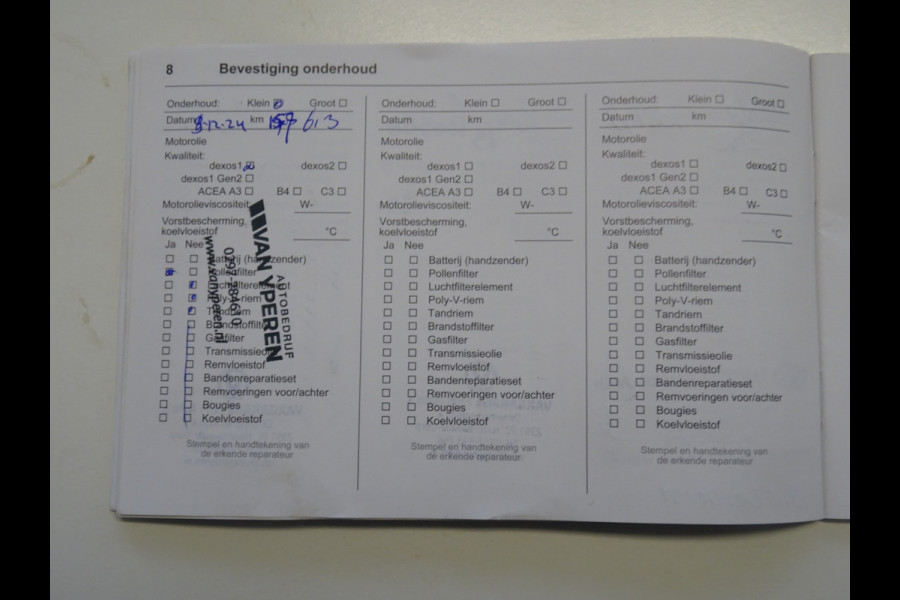 8 Bevestiging onderhoud
Onderhoud: Klein Groot
Datum 3-12-24 km
Motorolie
Kwaliteit:
dexos1 dexos2
dexos1 Gen2
ACEA A3 B4 C3
Motorolieviscositeit: W-
Vorstbescherming,
koelvloeistof °C
Ja Nee
Batterij (handzender)
Pollenfilter
Luchtfilterelement
Poly-V-riem
Tandriem
Brandstoffilter
Gasfilter
Transmissieolie
Remvloeistof
Bandenreparatieset
Remvoeringen voor/achter
Bougies
Koelvloeistof
Stempel en handtekening van
de erkende reparateur
AUTOBEDRIJF
VAN YPEREN
www.vanyperen.nl
Onderhoud: Klein Groot
Datum km
Motorolie
Kwaliteit:
dexos1 dexos2
dexos1 Gen2
ACEA A3 B4 C3
Motorolieviscositeit: W-
Vorstbescherming,
koelvloeistof °C
Ja Nee
Batterij (handzender)
Pollenfilter
Luchtfilterelement
Poly-V-riem
Tandriem
Brandstoffilter
Gasfilter
Transmissieolie
Remvloeistof
Bandenreparatieset
Remvoeringen voor/achter
Bougies
Koelvloeistof
Stempel en handtekening van
de erkende reparateur
Onderhoud: Klein Groot
Datum km
Motorolie
Kwaliteit:
dexos1 dexos2
dexos1 Gen2
ACEA A3 B4 C3
Motorolieviscositeit: W-
Vorstbescherming,
koelvloeistof °C
Ja Nee
Batterij (handzender)
Pollenfilter
Luchtfilterelement
Poly-V-riem
Tandriem
Brandstoffilter
Gasfilter
Transmissieolie
Remvloeistof
Bandenreparatieset
Remvoeringen voor/achter
Bougies
Koelvloeistof
Stempel en handtekening van
de erkende reparateur